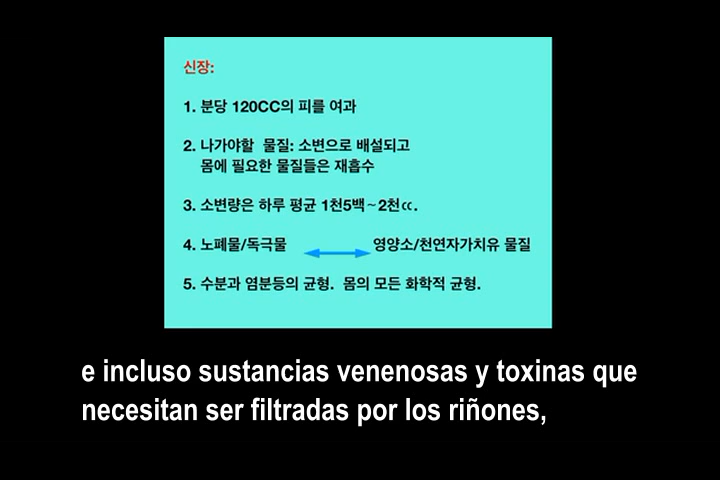 신장:
1. 분당 120CC의 피를 여과
2. 나가야할 물질: 소변으로 배설되고
몸에 필요한 물질들은 재흡수
3. 소변량은 하루 평균 1천5백~2천cc.
4. 노폐물/독극물 영양소/천연자가치유 물질
5. 수분과 염분등의 균형. 몸의 모든 화학적 균형.
e incluso sustancias venenosas y toxinas que
necesitan ser filtradas por los riñones,